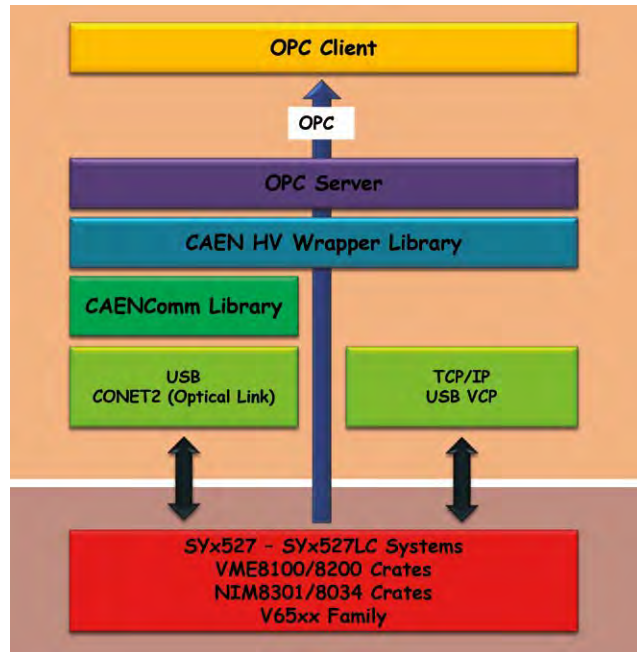 OPC Client
OPC
OPC Server
CAEN HV Wrapper Library
CAENComm Library
USB
CONET2 (Optical Link)
TCP/IP
USB VCP
SYx527 - SYx527LC Systems
VME8100/8200 Crates
NIM8301/8034 Crates
V65xx Family